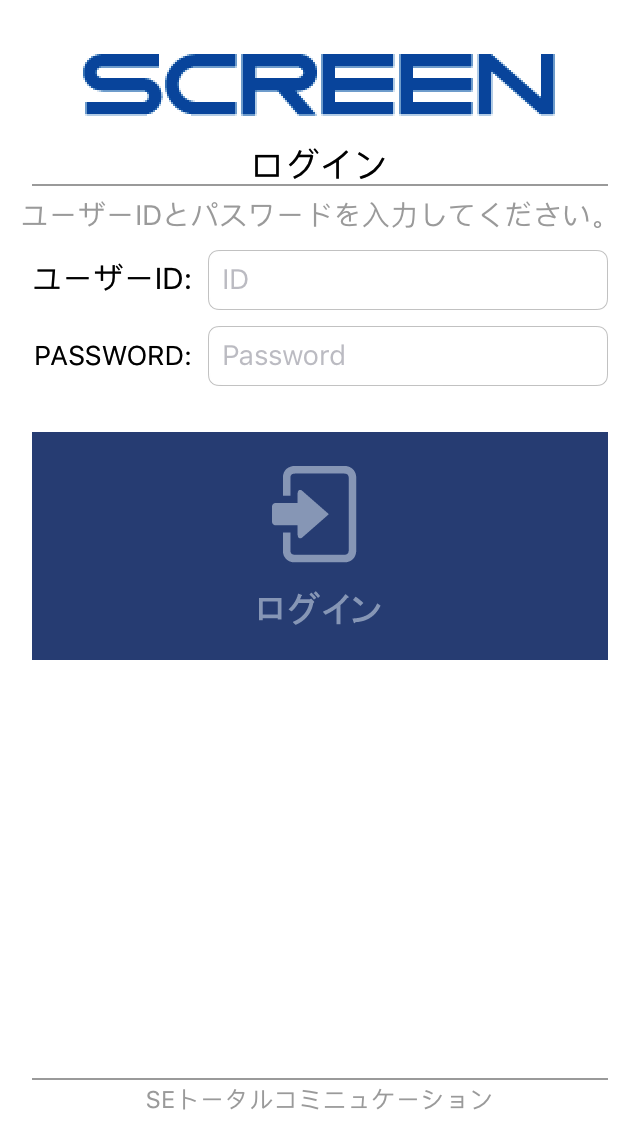 SCREEN
ログイン
ユーザーIDとパスワードを入力してください。
ユーザーID: ID
PASSWORD: Password
ログイン
SEトータルコミニュケーション